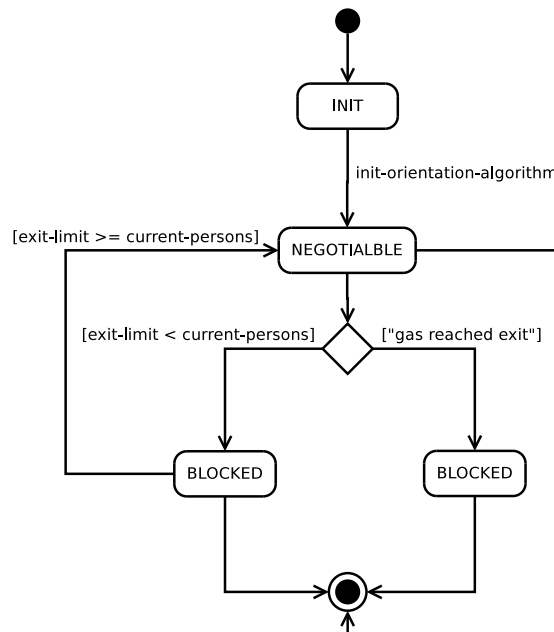 INIT
init-orientation-algorithm
[exit-limit >= current-persons]
NEGOTIALBLE
[exit-limit < current-persons]
["gas reached exit"]
BLOCKED
BLOCKED